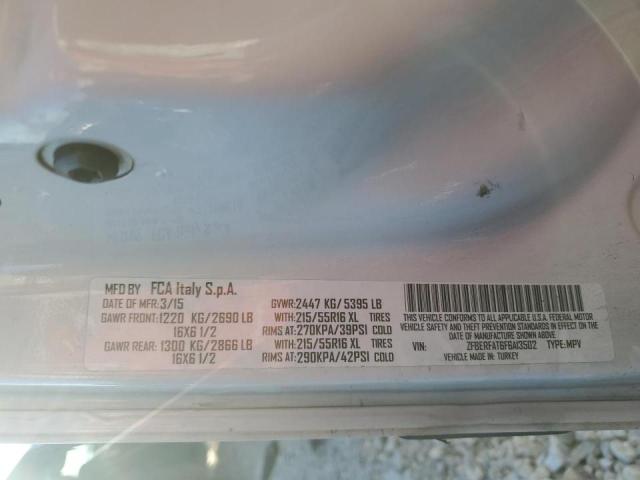 MFD BY FCA Italy S.p.A.
DATE OF MFR: 3/15 GVWR: 2447 KG/ 5395 LB
GAWR FRONT: 1220 KG/2690 LB WITH: 215/55R16 XL TIRES
16X6 1/2 RIMS AT: 270KPA/39PSI COLD
GAWR REAR: 1300 KG/2866 LB WITH: 215/55R16 XL TIRES
16X6 1/2 RIMS AT: 290KPA/42PSI COLD
THIS VEHICLE CONFORMS TO ALL APPLICABLE U.S.A. FEDERAL MOTOR
VEHICLE SAFETY AND THEFT PREVENTION STANDARDS IN EFFECT ON
THE DATE OF MANUFACTURE SHOWN ABOVE.
VIN: ZFBERFAT6F6A13502 TYPE: MPV
VEHICLE MADE IN: TURKEY